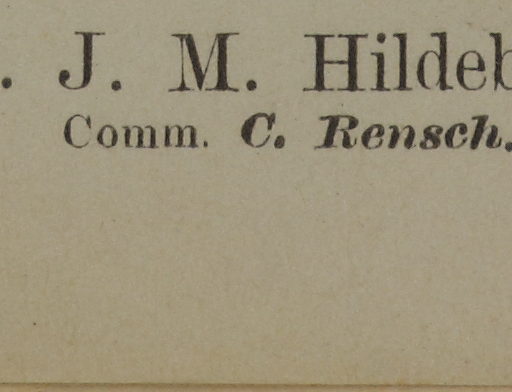 . J. M. Hildeb
Comm. C. Rensch.